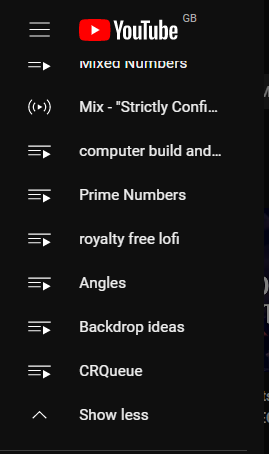 YouTube GB
Mixed Numbers
Mix - "Strictly Confi...
computer build and...
Prime Numbers
royalty free lofi
Angles
Backdrop ideas
CRQueue
Show less